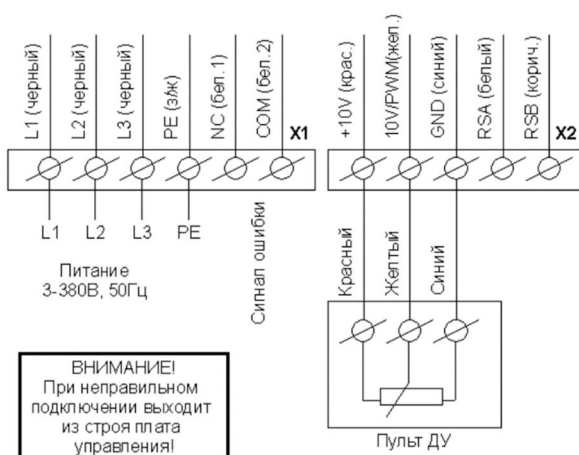 L1 (черный)
L2 (черный)
L3 (черный)
PE (з/ж)
NC (бел.1)
COM (бел.2)
X1
+10V (крас.)
10V/PWM(жел.)
GND (синий)
RSA (белый)
RSB (корич.)
X2
L1
L2
L3
PE
Питание
3-380В, 50Гц
Сигнал ошибки
Красный
Желтый
Синий
Пульт ДУ
ВНИМАНИЕ!
При неправильном
подключении выходит
из строя плата
управления!